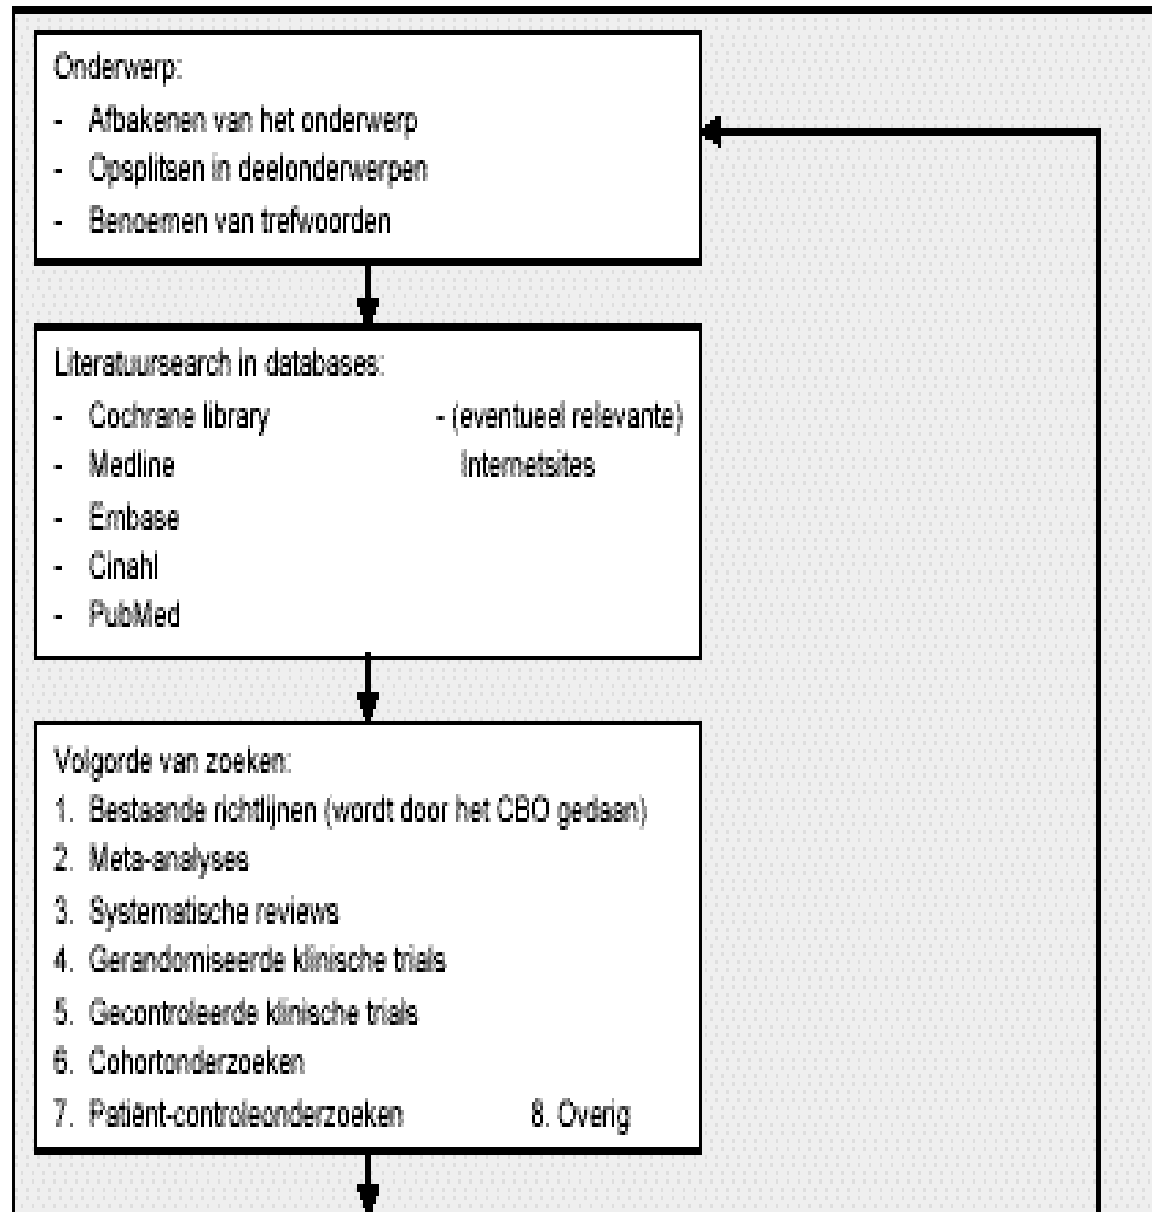 Onderwerp:
- Afbakenen van het onderwerp
- Opsplitsen in deelonderwerpen
- Benoemen van trefwoorden
Literatuursearch in databases:
- Cochrane library - (eventueel relevante)
- Medline Internetsites
- Embase
- Cinahl
- PubMed
Volgorde van zoeken:
1. Bestaande richtlijnen (wordt door het CBO gedaan)
2. Meta-analyses
3. Systematische reviews
4. Gerandomiseerde klinische trials
5. Gecontroleerde klinische trials
6. Cohortonderzoeken
7. Patiënt-controleonderzoeken 8. Overig